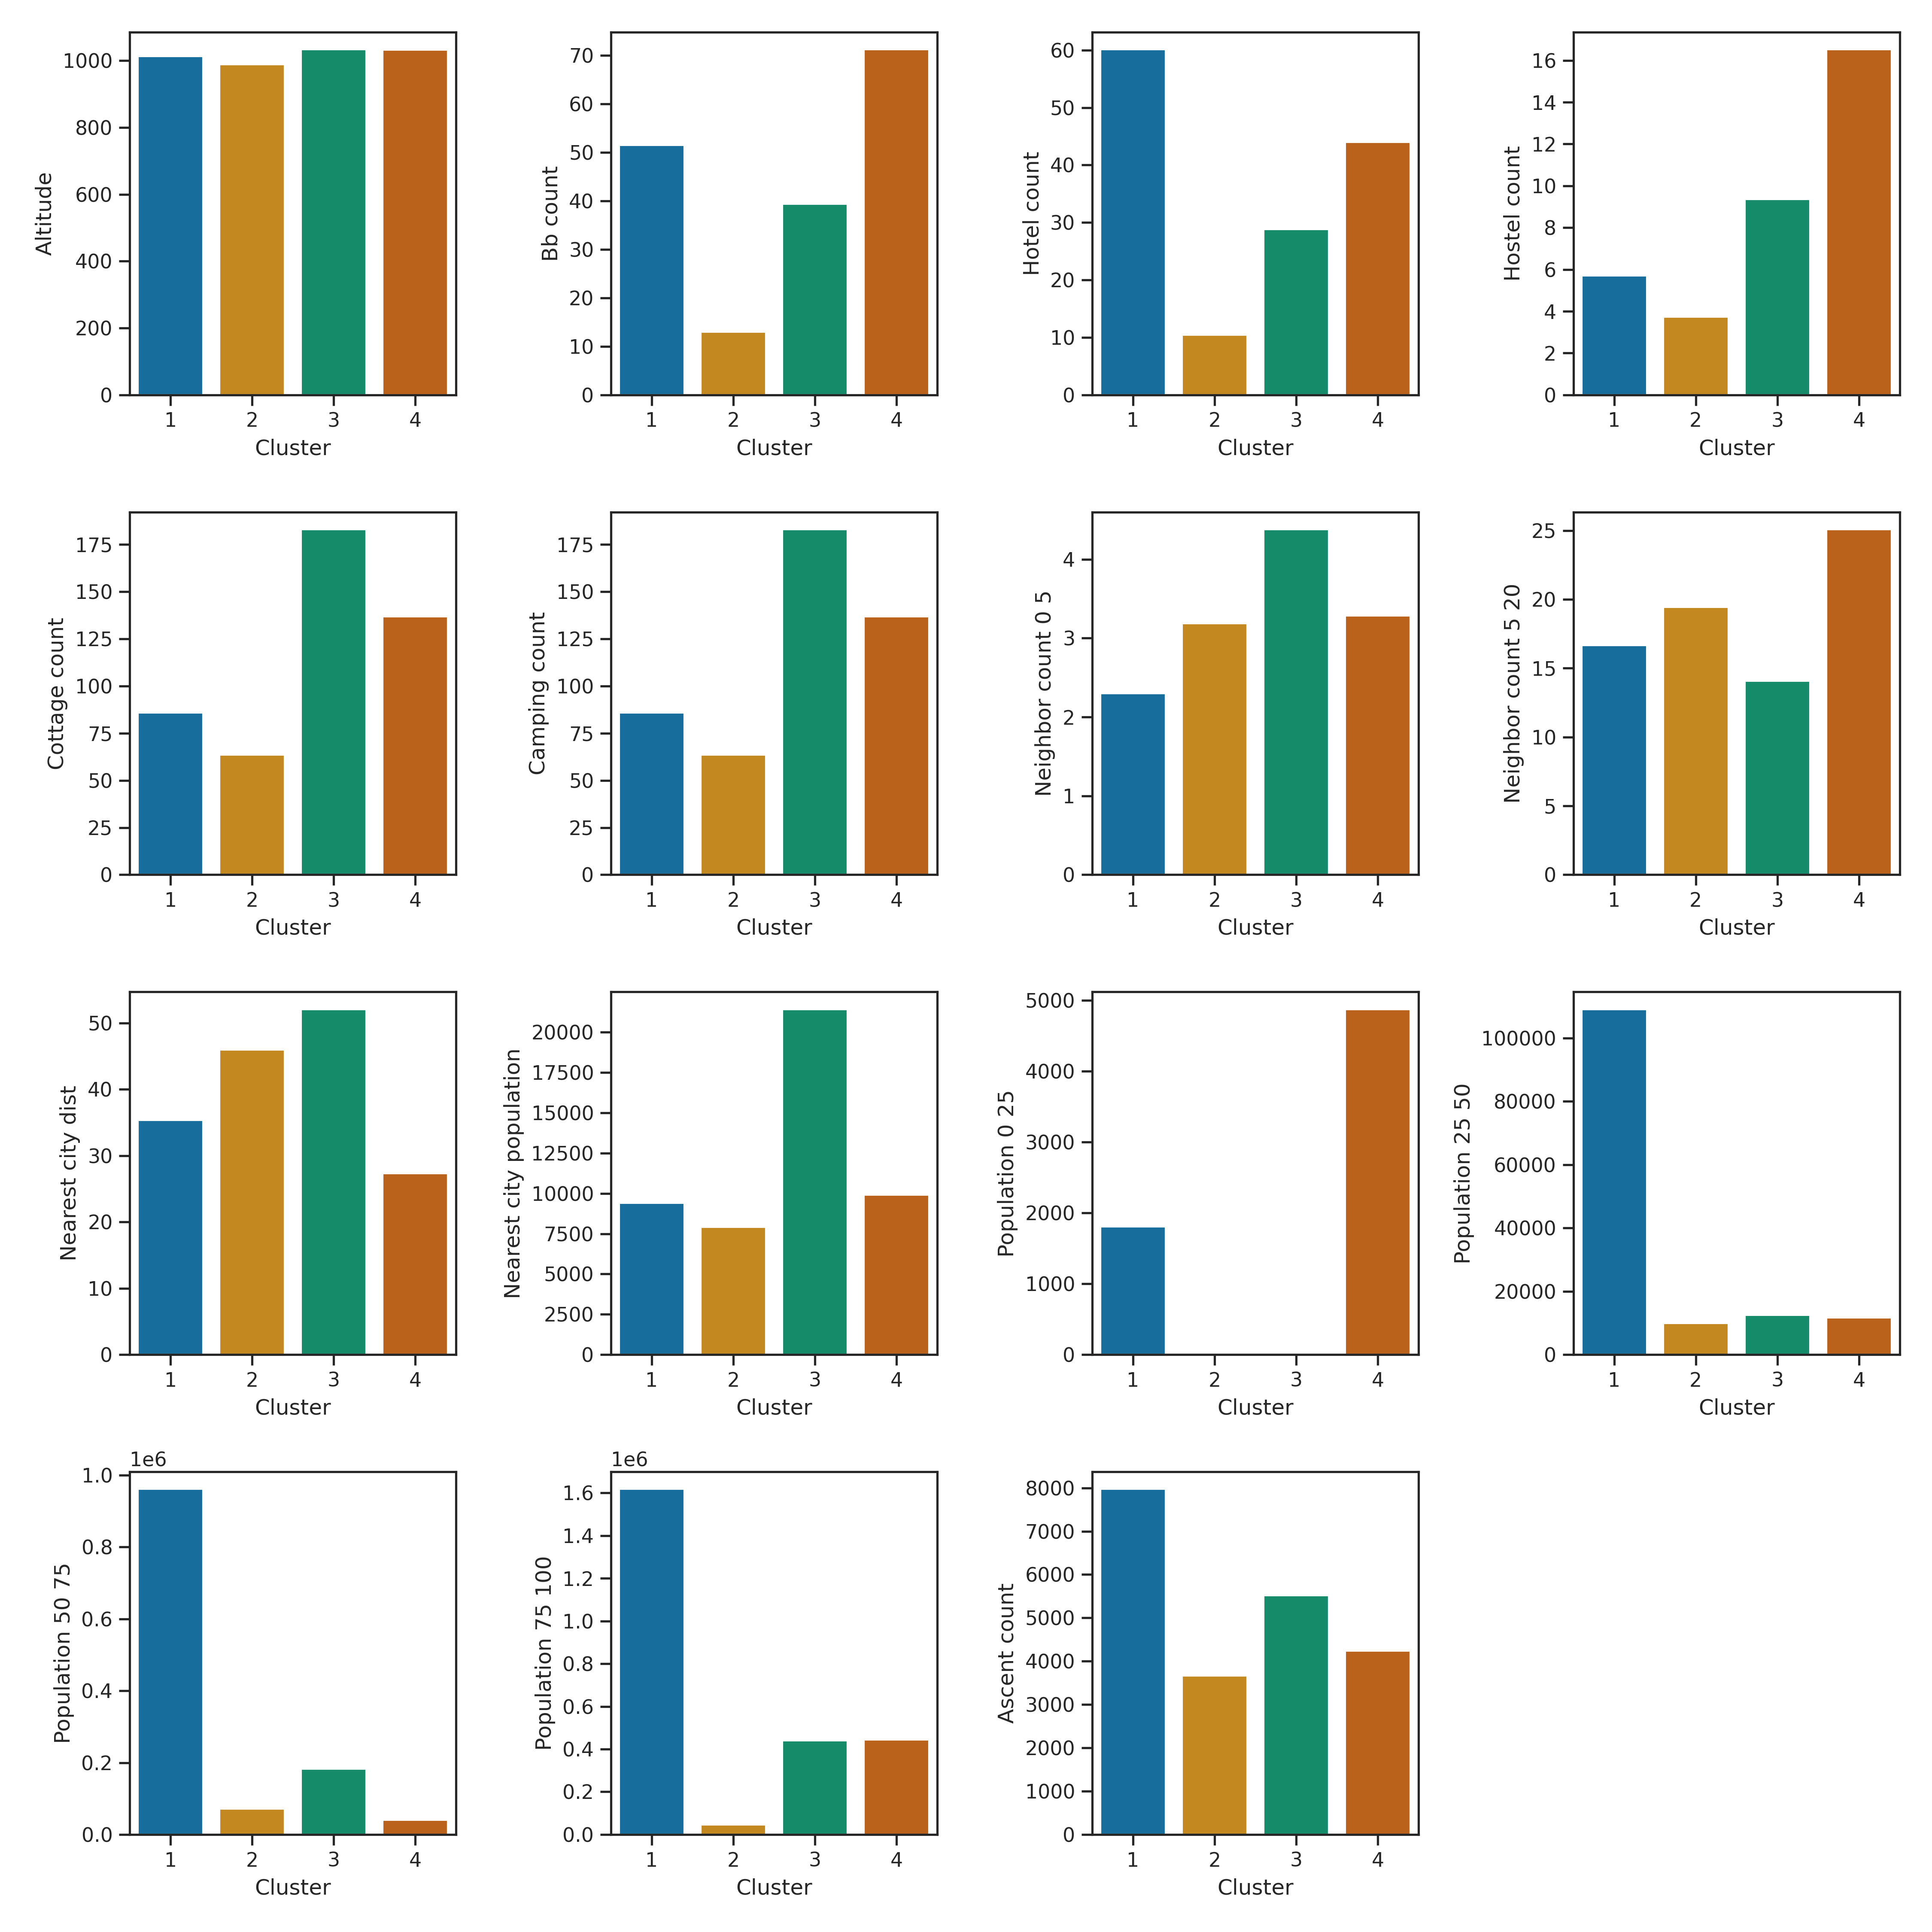 Altitude
1000
800
600
400
200
0
1 2 3 4
Cluster
Bb count
70
60
50
40
30
20
10
0
1 2 3 4
Cluster
Hotel count
60
50
40
30
20
10
0
1 2 3 4
Cluster
Hostel count
16
14
12
10
8
6
4
2
0
1 2 3 4
Cluster
Cottage count
175
150
125
100
75
50
25
0
1 2 3 4
Cluster
Camping count
175
150
125
100
75
50
25
0
1 2 3 4
Cluster
Neighbor count 0 5
4
3
2
1
0
1 2 3 4
Cluster
Neighbor count 5 20
25
20
15
10
5
0
1 2 3 4
Cluster
Nearest city dist
50
40
30
20
10
0
1 2 3 4
Cluster
Nearest city population
20000
17500
15000
12500
10000
7500
5000
2500
0
1 2 3 4
Cluster
Population 0 25
5000
4000
3000
2000
1000
0
1 2 3 4
Cluster
Population 25 50
100000
80000
60000
40000
20000
0
1 2 3 4
Cluster
Population 50 75
1e6
1.0
0.8
0.6
0.4
0.2
0.0
1 2 3 4
Cluster
Population 75 100
1e6
1.6
1.4
1.2
1.0
0.8
0.6
0.4
0.2
0.0
1 2 3 4
Cluster
Ascent count
8000
7000
6000
5000
4000
3000
2000
1000
0
1 2 3 4
Cluster